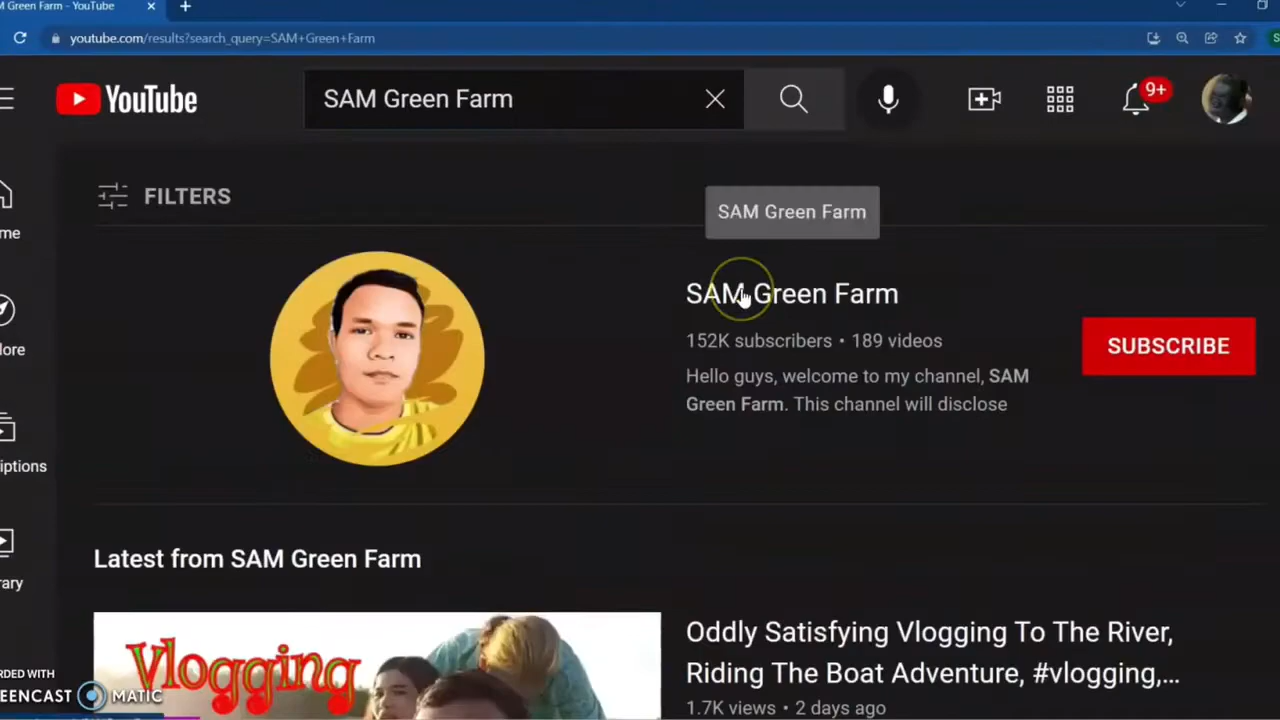 M Green Farm - YouTube
youtube.com/results?search_query=SAM+Green+Farm
YouTube
SAM Green Farm
9+
FILTERS
SAM Green Farm
me
SAM Green Farm
152K subscribers • 189 videos
SUBSCRIBE
lore
Hello guys, welcome to my channel, SAM
Green Farm. This channel will disclose
iptions
Latest from SAM Green Farm
rary
Vlogging
Oddly Satisfying Vlogging To The River,
Riding The Boat Adventure, #vlogging,...
RDED WITH
REENCAST MATIC
1.7K views • 2 days ago